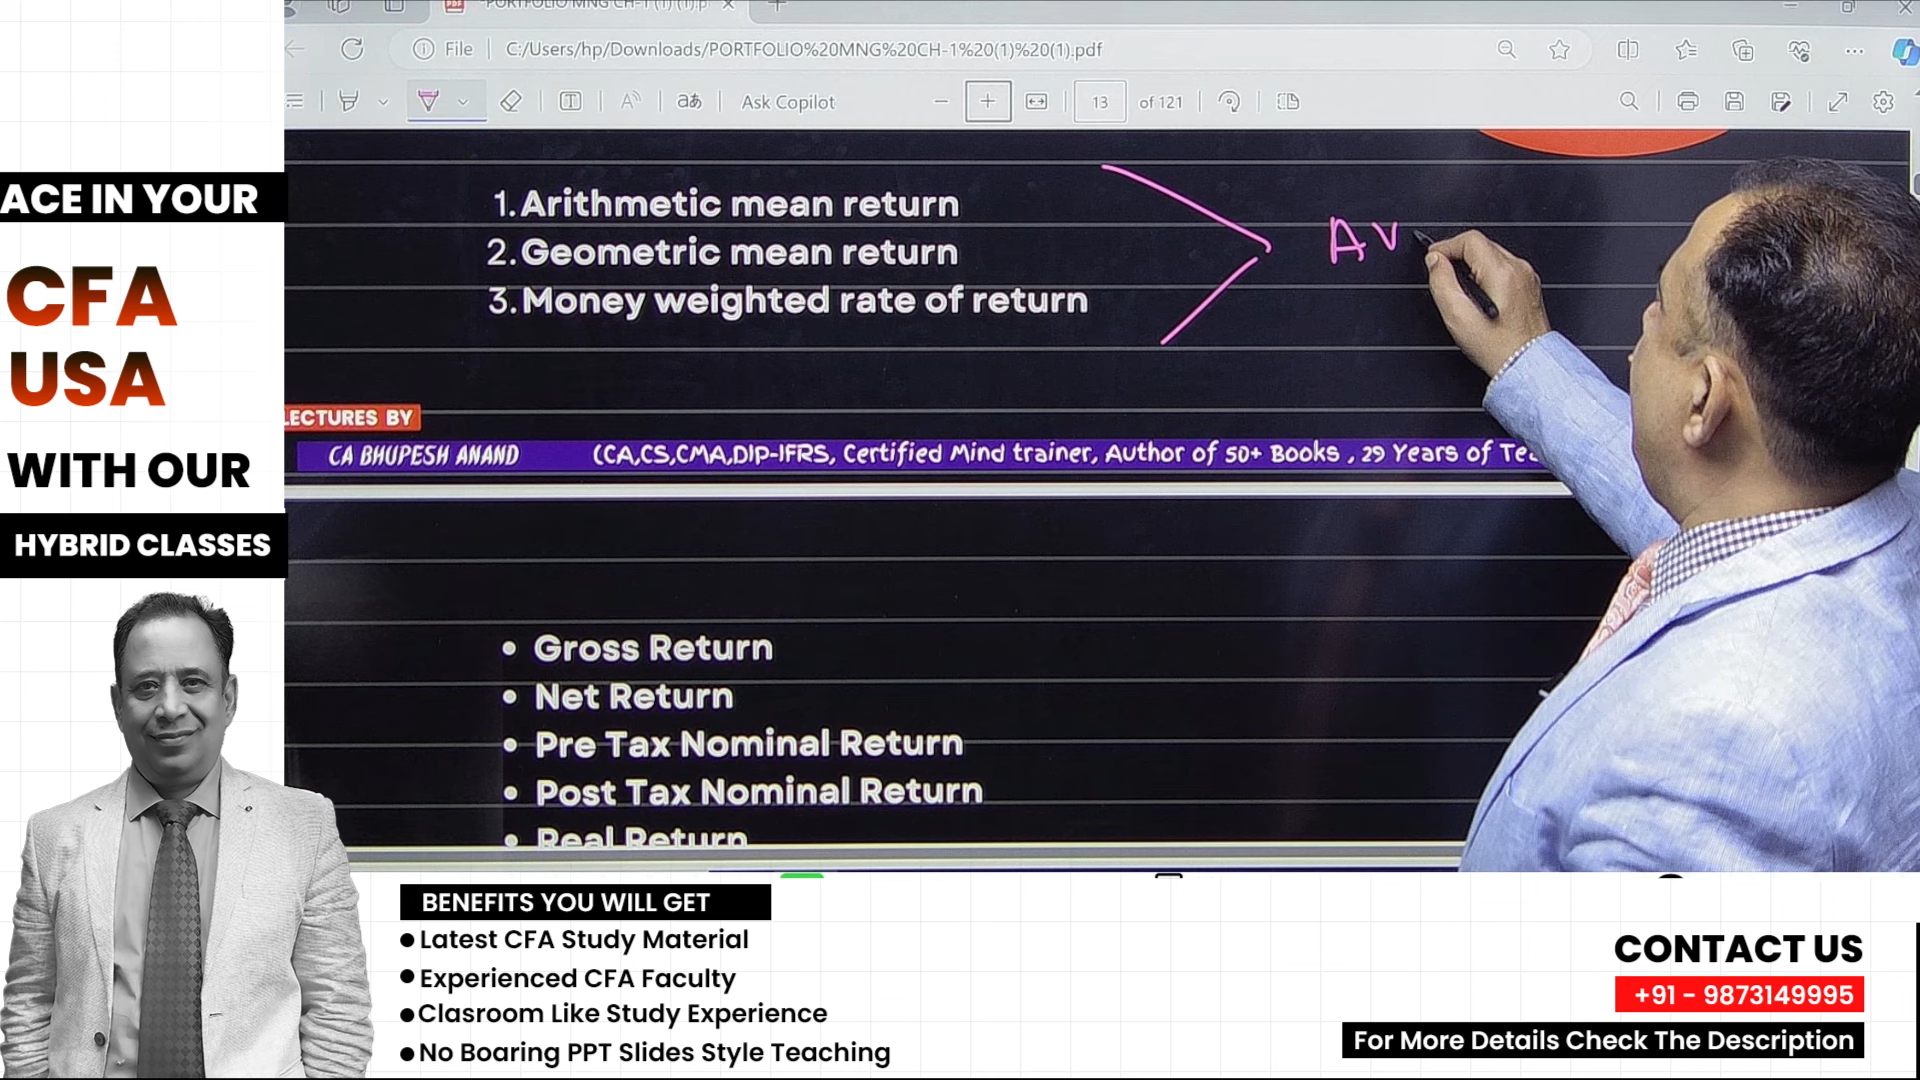 ACE IN YOUR
CFA
USA
WITH OUR
HYBRID CLASSES
File
C:/Users/hp/Downloads/PORTFOLIO%20MNG%20CH-1%20(1)%20(1).pdf
Ask Copilot
13 of 121
1. Arithmetic mean return
2. Geometric mean return
3. Money weighted rate of return
AV
LECTURES BY
CA BHUPESH ANAND (CA,CS,CMA,DIP-IFRS, Certified Mind trainer, Author of 50+ Books , 29 Years of Tea
• Gross Return
• Net Return
• Pre Tax Nominal Return
• Post Tax Nominal Return
• Real Return
BENEFITS YOU WILL GET
Latest CFA Study Material
Experienced CFA Faculty
Clasroom Like Study Experience
No Boaring PPT Slides Style Teaching
CONTACT US
+91 - 9873149995
For More Details Check The Description